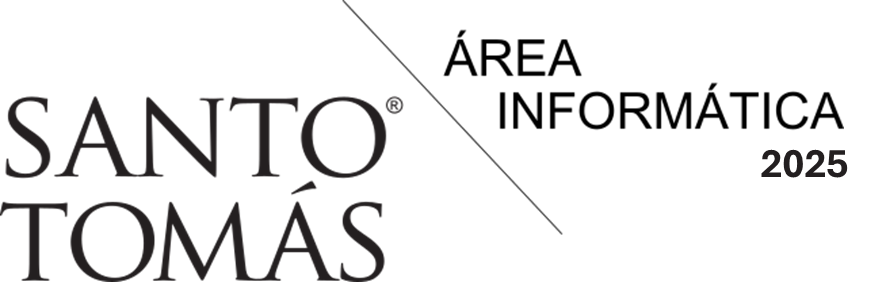 SANTO®
TOMÁS
ÁREA
INFORMÁTICA
2025